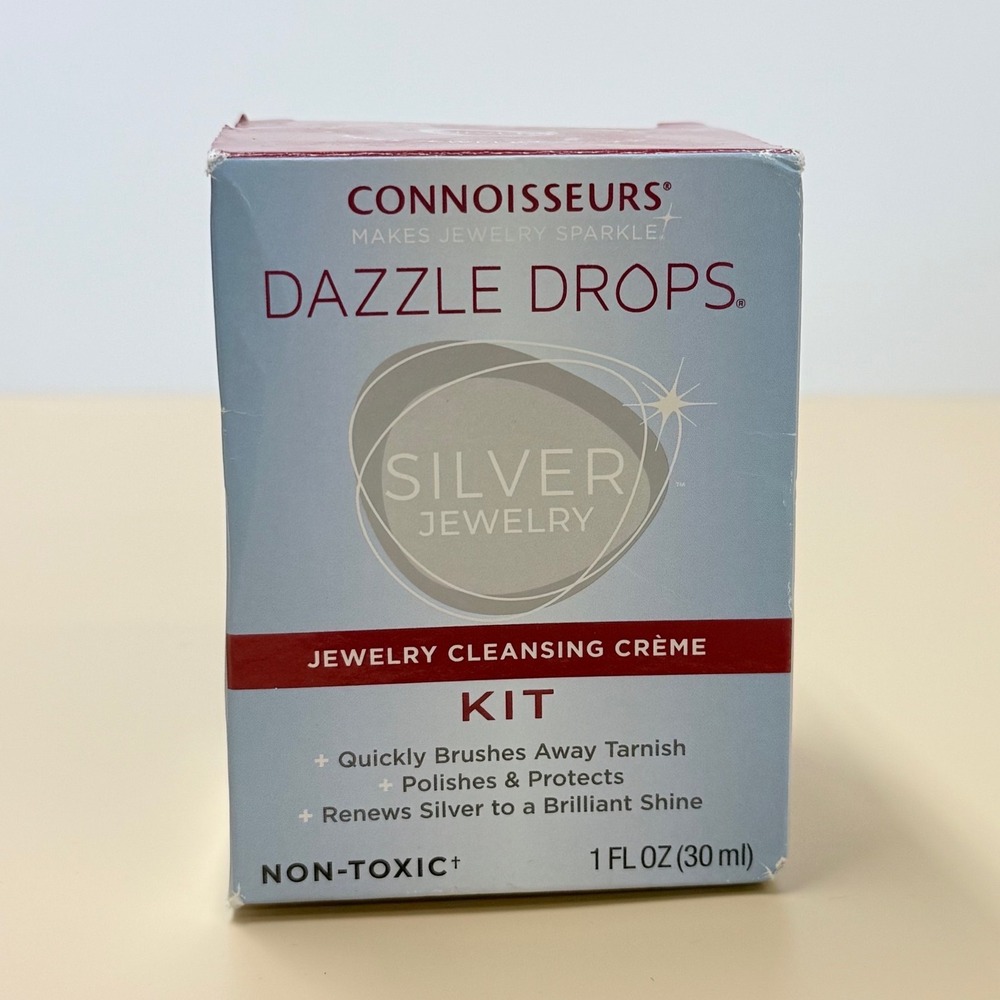 CONNOISSEURS®
MAKES JEWELRY SPARKLE.
DAZZLE DROPS®
SILVER
JEWELRY
™
JEWELRY CLEANSING CRÈME
KIT
+ Quickly Brushes Away Tarnish
+ Polishes & Protects
+ Renews Silver to a Brilliant Shine
NON-TOXIC† 1 FL OZ (30 ml)